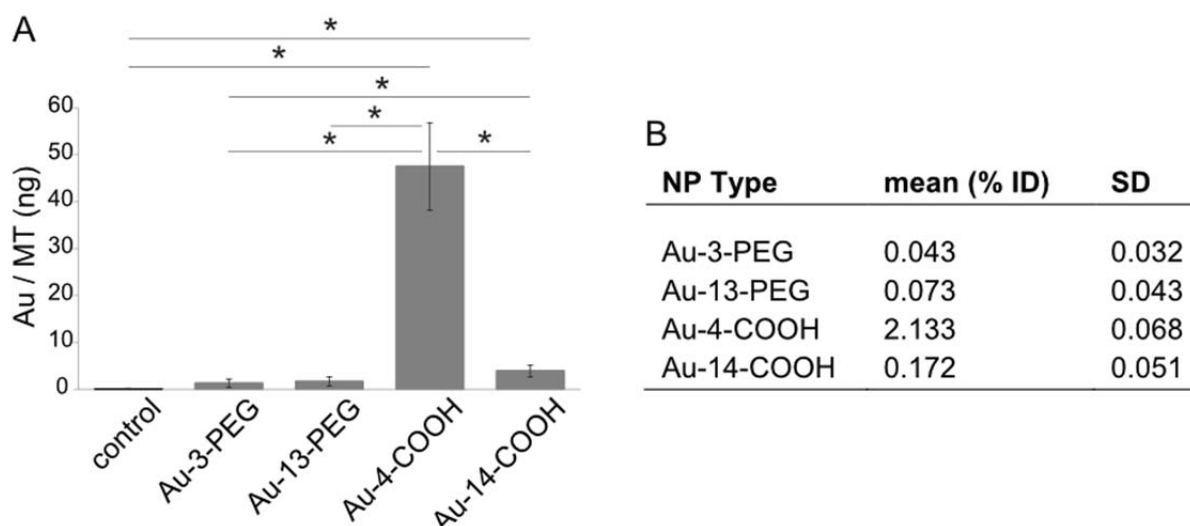 A
*
*
*
*
*
*
60
50
40
30
20
10
0
Au / MT (ng)
control
Au-3-PEG
Au-13-PEG
Au-4-COOH
Au-14-COOH
B
NP Type mean (% ID) SD
Au-3-PEG 0.043 0.032
Au-13-PEG 0.073 0.043
Au-4-COOH 2.133 0.068
Au-14-COOH 0.172 0.051